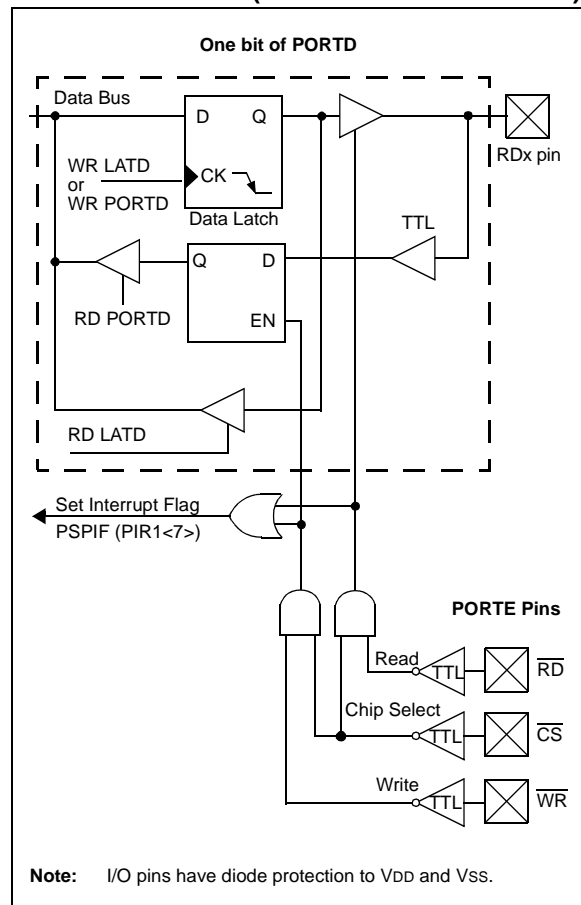 One bit of PORTD
Data Bus
D Q
RDx pin
WR LATD
or
WR PORTD
CK
Data Latch
TTL
Q D
RD PORTD
EN
RD LATD
Set Interrupt Flag
PSPIF (PIR1<7>)
PORTE Pins
Read
TTL
RD
Chip Select
TTL
CS
Write
TTL
WR
Note: I/O pins have diode protection to VDD and VSS.